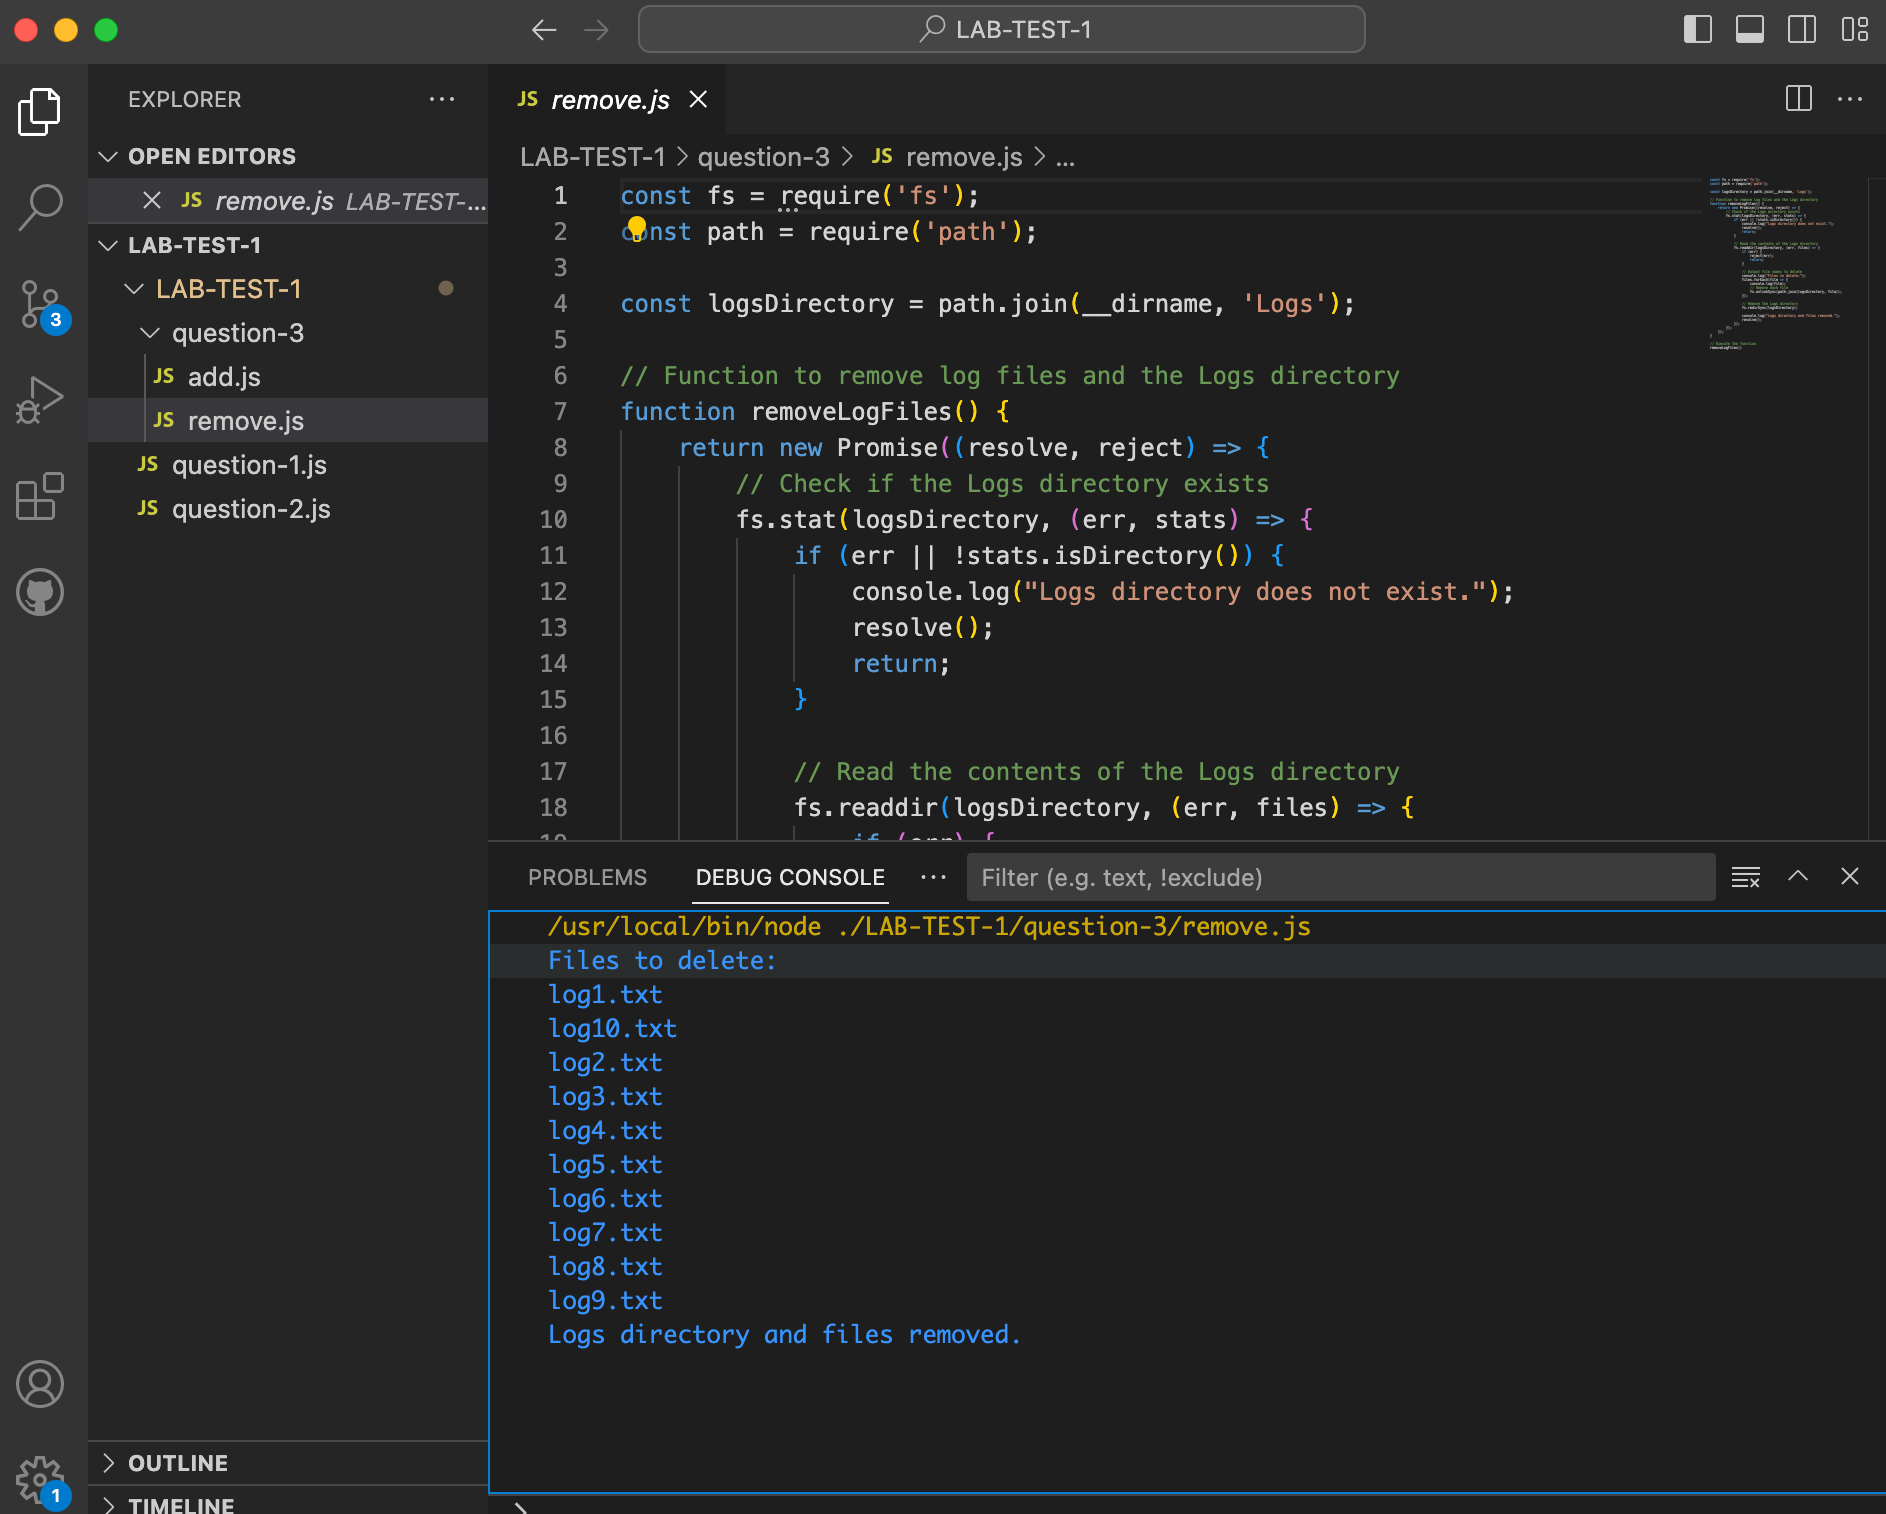 LAB-TEST-1
EXPLORER
OPEN EDITORS
JS remove.js LAB-TEST-...
LAB-TEST-1
LAB-TEST-1
question-3
JS add.js
JS remove.js
JS question-1.js
JS question-2.js
OUTLINE
TIMELINE
3
1
JS remove.js
LAB-TEST-1 > question-3 > JS remove.js > ...
1 const fs = require('fs');
2 const path = require('path');
3
4 const logsDirectory = path.join(__dirname, 'Logs');
5
6 // Function to remove log files and the Logs directory
7 function removeLogFiles() {
8 return new Promise((resolve, reject) => {
9 // Check if the Logs directory exists
10 fs.stat(logsDirectory, (err, stats) => {
11 if (err || !stats.isDirectory()) {
12 console.log("Logs directory does not exist.");
13 resolve();
14 return;
15 }
16
17 // Read the contents of the Logs directory
18 fs.readdir(logsDirectory, (err, files) => {
19 if (err) {
PROBLEMS DEBUG CONSOLE ... Filter (e.g. text, !exclude)
/usr/local/bin/node ./LAB-TEST-1/question-3/remove.js
Files to delete:
log1.txt
log10.txt
log2.txt
log3.txt
log4.txt
log5.txt
log6.txt
log7.txt
log8.txt
log9.txt
Logs directory and files removed.
>